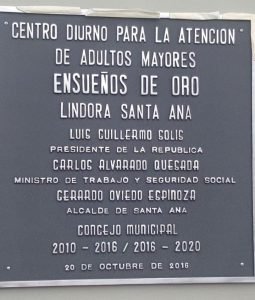 "CENTRO DIURNO PARA LA ATENCION"
DE ADULTOS MAYORES
ENSUEÑOS DE ORO
LINDORA SANTA ANA
LUIS GUILLERMO SOLÍS
PRESIDENTE DE LA REPUBLICA
CARLOS ALVARADO QUESADA
MINISTRO DE TRABAJO Y SEGURIDAD SOCIAL
GERARDO OVIEDO ESPINOZA
ALCALDE DE SANTA ANA
CONCEJO MUNICIPAL
2010 - 2016 / 2016 - 2020
20 DE OCTUBRE DE 2016